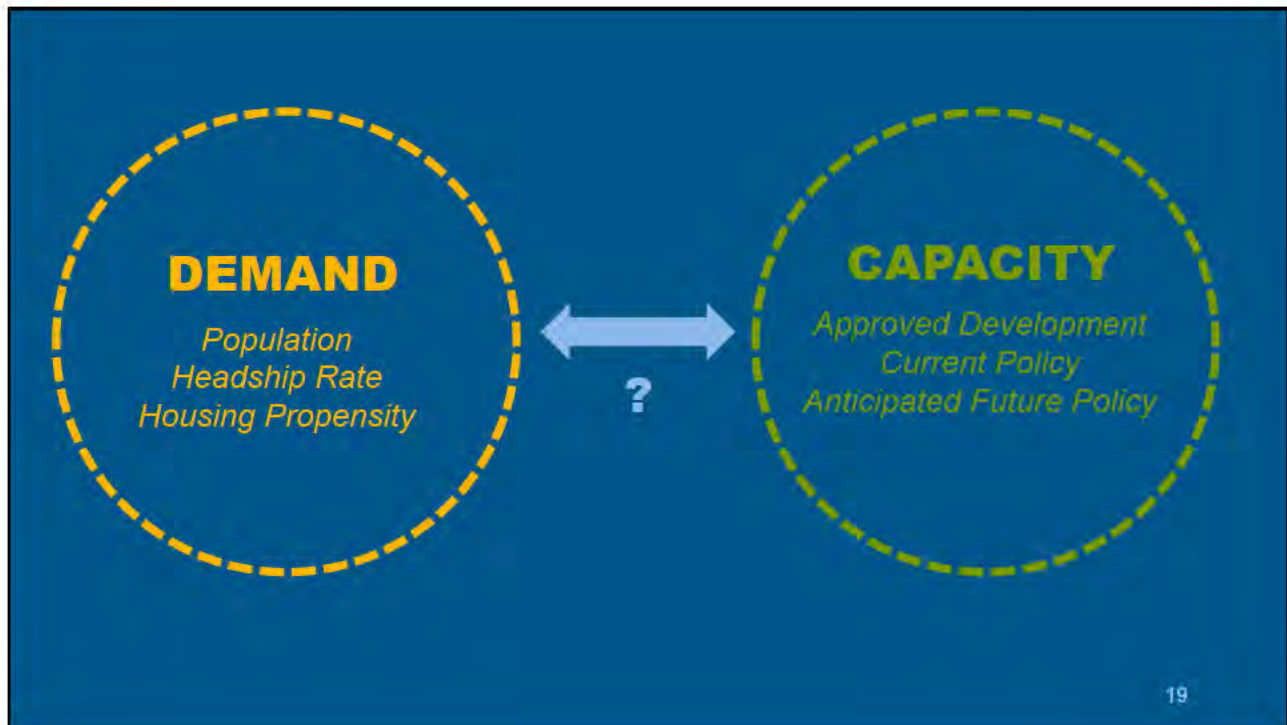 DEMAND
Population
Headship Rate
Housing Propensity
?
CAPACITY
Approved Development
Current Policy
Anticipated Future Policy
19